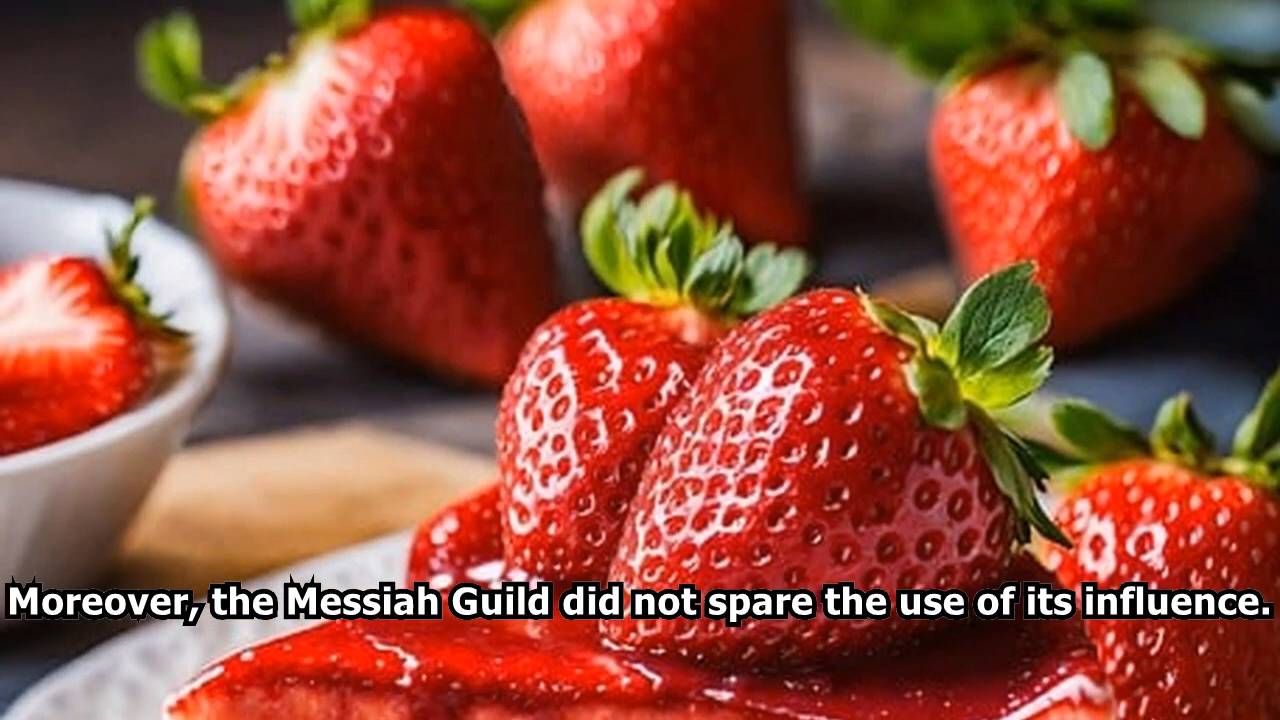 Moreover, the Messiah Guild did not spare the use of its influence.